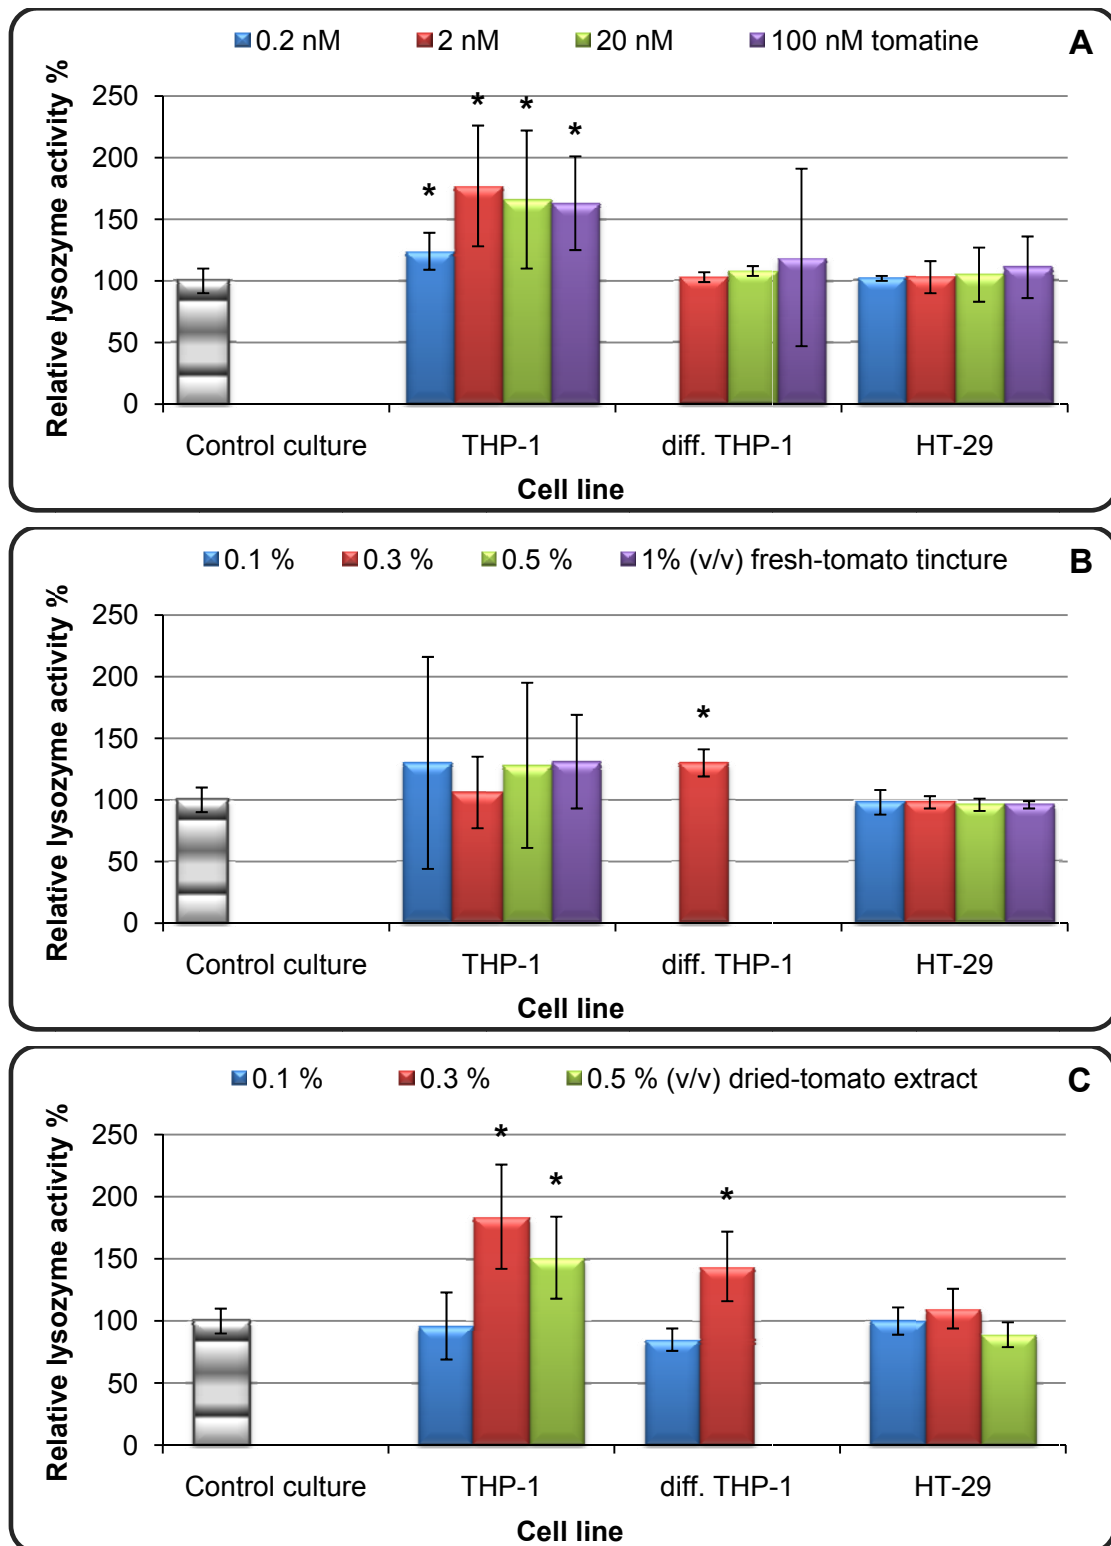 0.2 nM 2 nM 20 nM 100 nM tomatine A
Relative lysozyme activity %
250
200
150
100
50
0
* * * *
Control culture THP-1 diff. THP-1 HT-29
Cell line
0.1 % 0.3 % 0.5 % 1% (v/v) fresh-tomato tincture B
Relative lysozyme activity %
250
200
150
100
50
0
*
Control culture THP-1 diff. THP-1 HT-29
Cell line
0.1 % 0.3 % 0.5 % (v/v) dried-tomato extract C
Relative lysozyme activity %
250
200
150
100
50
0
* * *
Control culture THP-1 diff. THP-1 HT-29
Cell line